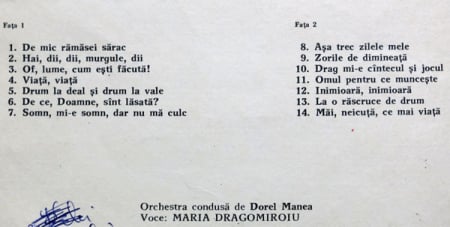 Fața 1
1. De mic rămăsei sărac
2. Hai, dii, dii, murgule, dii
3. Of, lume, cum ești făcută!
4. Viață, viață
5. Drum la deal și drum la vale
6. De ce, Doamne, sînt lăsată?
7. Somn, mi-e somn, dar nu mă culc
Fața 2
8. Așa trec zilele mele
9. Zorile de dimineață
10. Drag mi-e cîntecul și jocul
11. Omul pentru ce muncește
12. Inimioară, inimioară
13. La o răscruce de drum
14. Măi, neicuță, ce mai viață
Orchestra condusă de Dorel Manea
Voce: MARIA DRAGOMIROIU